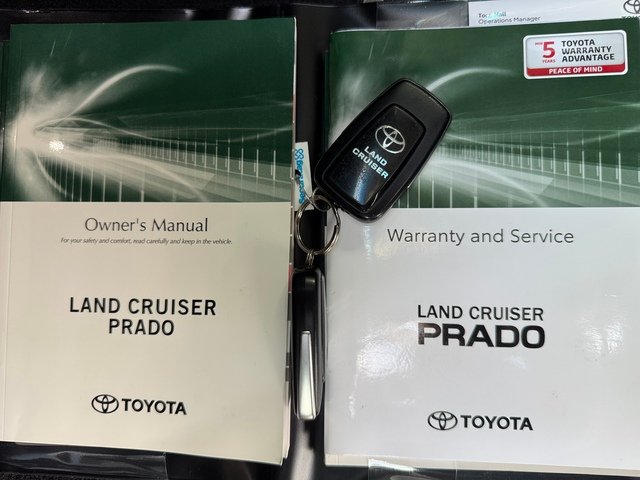 Owner's Manual
For your safety and comfort, read carefully and keep in the vehicle.
LAND CRUISER
PRADO
TOYOTA
LAND
CRUISER
Operations Manager
5
YEARS
TOYOTA
WARRANTY
ADVANTAGE
PEACE OF MIND
Warranty and Service
LAND CRUISER
PRADO
TOYOTA